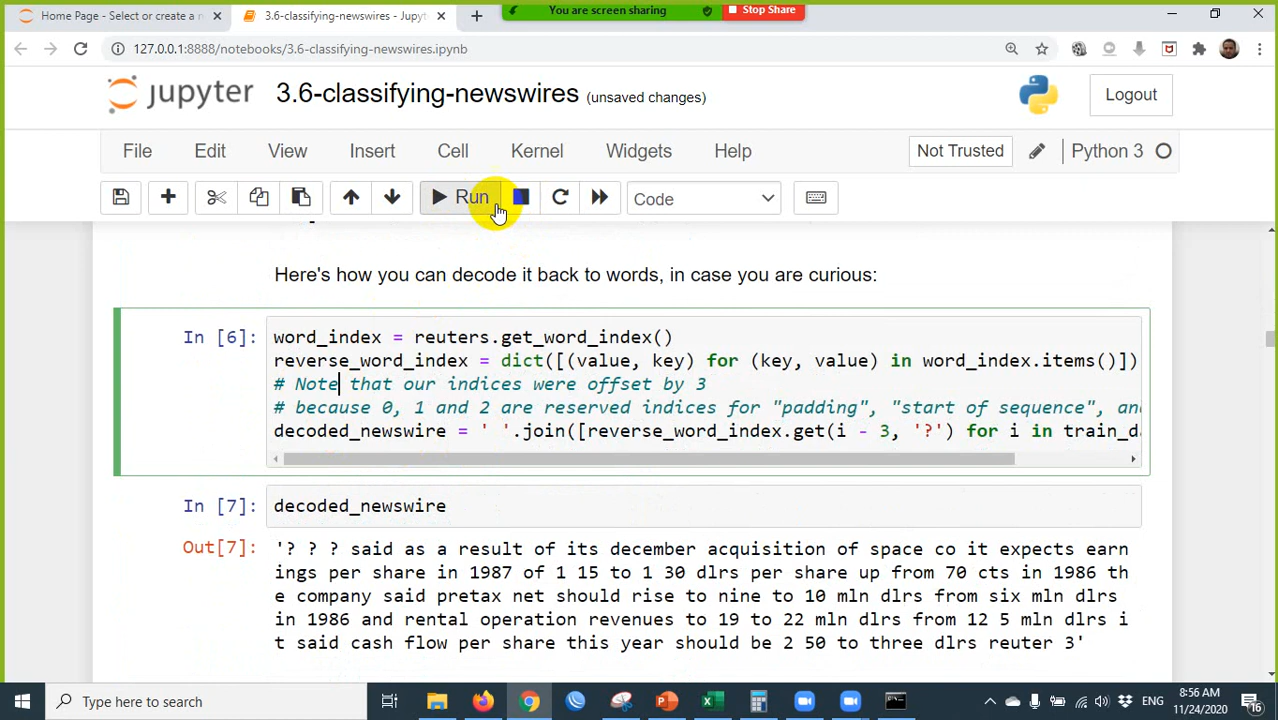 You are screen sharing
Stop Share
Home Page - Select or create a n
3.6-classifying-newswires - Jupyte
127.0.0.1:8888/notebooks/3.6-classifying-newswires.ipynb
jupyter
3.6-classifying-newswires (unsaved changes)
Logout
File Edit View Insert Cell Kernel Widgets Help
Not Trusted
Python 3
Run
Code
Here's how you can decode it back to words, in case you are curious:
In [6]: word_index = reuters.get_word_index()
reverse_word_index = dict([(value, key) for (key, value) in word_index.items()])
# Note that our indices were offset by 3
# because 0, 1 and 2 are reserved indices for "padding", "start of sequence", an
decoded_newswire = ' '.join([reverse_word_index.get(i - 3, '?') for i in train_d
In [7]: decoded_newswire
Out[7]: '? ? ? said as a result of its december acquisition of space co it expects earn
ings per share in 1987 of 1 15 to 1 30 dlrs per share up from 70 cts in 1986 th
e company said pretax net should rise to nine to 10 mln dlrs from six mln dlrs
in 1986 and rental operation revenues to 19 to 22 mln dlrs from 12 5 mln dlrs i
t said cash flow per share this year should be 2 50 to three dlrs reuter 3'
Type here to search
ENG
8:56 AM
11/24/2020
16